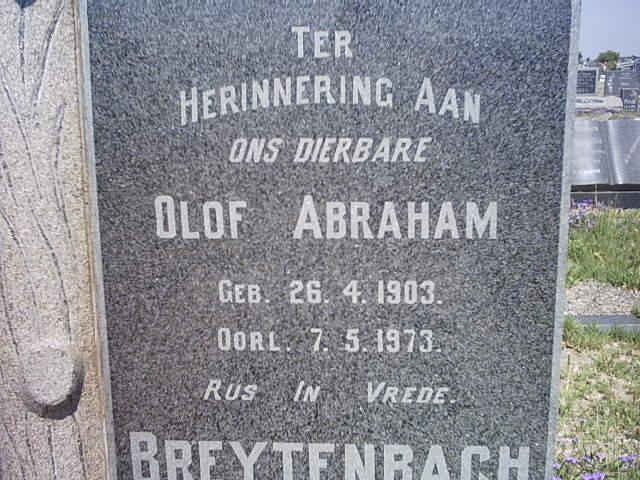 TER
HERINNERING AAN
ONS DIERBARE
OLOF ABRAHAM
GEB. 26. 4. 1903.
OORL. 7. 5. 1973.
RUS IN VREDE.
BREYTENBACH